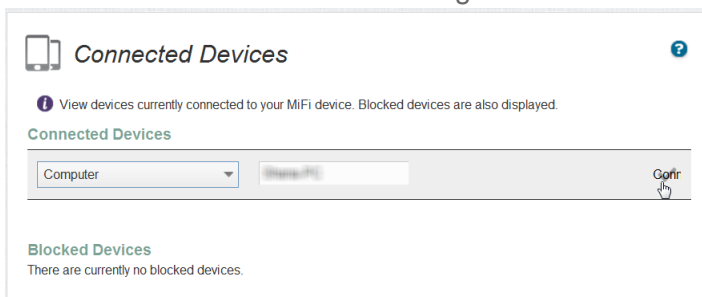 Connected Devices
?
i View devices currently connected to your MiFi device. Blocked devices are also displayed.
Connected Devices
Computer
Conr
Blocked Devices
There are currently no blocked devices.